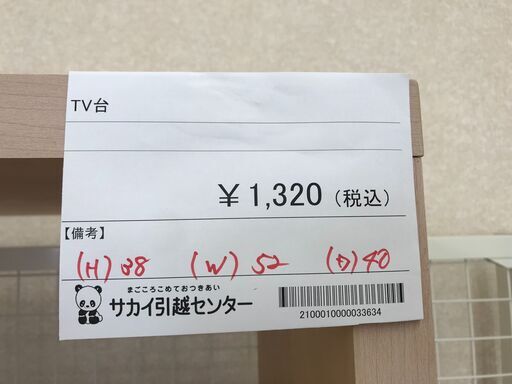 TV台
¥1,320（税込）
【備考】
(H) 38 (W) 52 (D) 40
まごころこめておつきあい
サカイ引越センター
2100010000033634